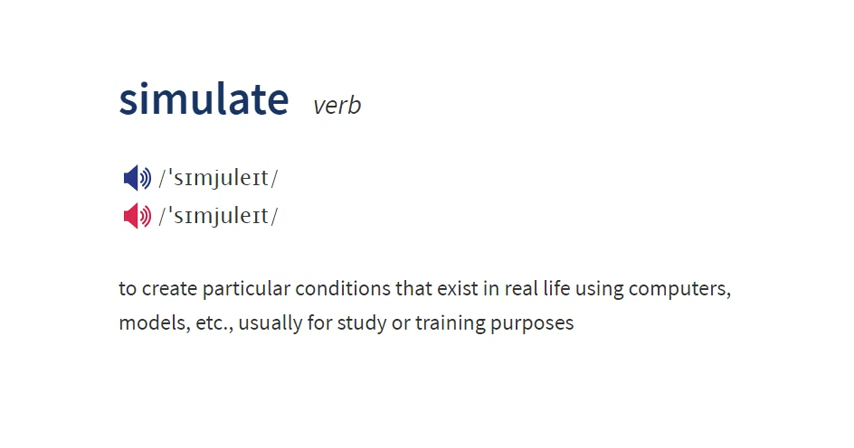 simulate verb
/ˈsɪmjuleɪt/
/ˈsɪmjuleɪt/
to create particular conditions that exist in real life using computers,
models, etc., usually for study or training purposes